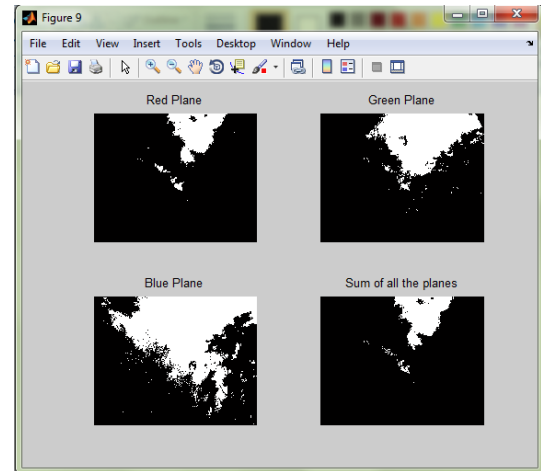 Figure 9
File Edit View Insert Tools Desktop Window Help
Red Plane
Green Plane
Blue Plane
Sum of all the planes